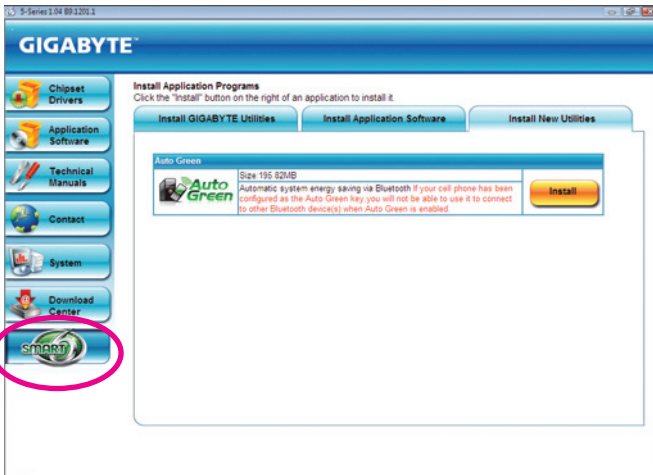 5-Series 1.04 B9.1201.1
GIGABYTE™
Chipset
Drivers
Application
Software
Technical
Manuals
Contact
System
Download
Center
SMART6
Install Application Programs
Click the "Install" button on the right of an application to install it.
Install GIGABYTE Utilities
Install Application Software
Install New Utilities
Auto Green
Auto
Green
Size:195.82MB
Automatic system energy saving via Bluetooth If your cell phone has been
configured as the Auto Green key;you will not be able to use it to connect
to other Bluetooth device(s) when Auto Green is enabled.
Install